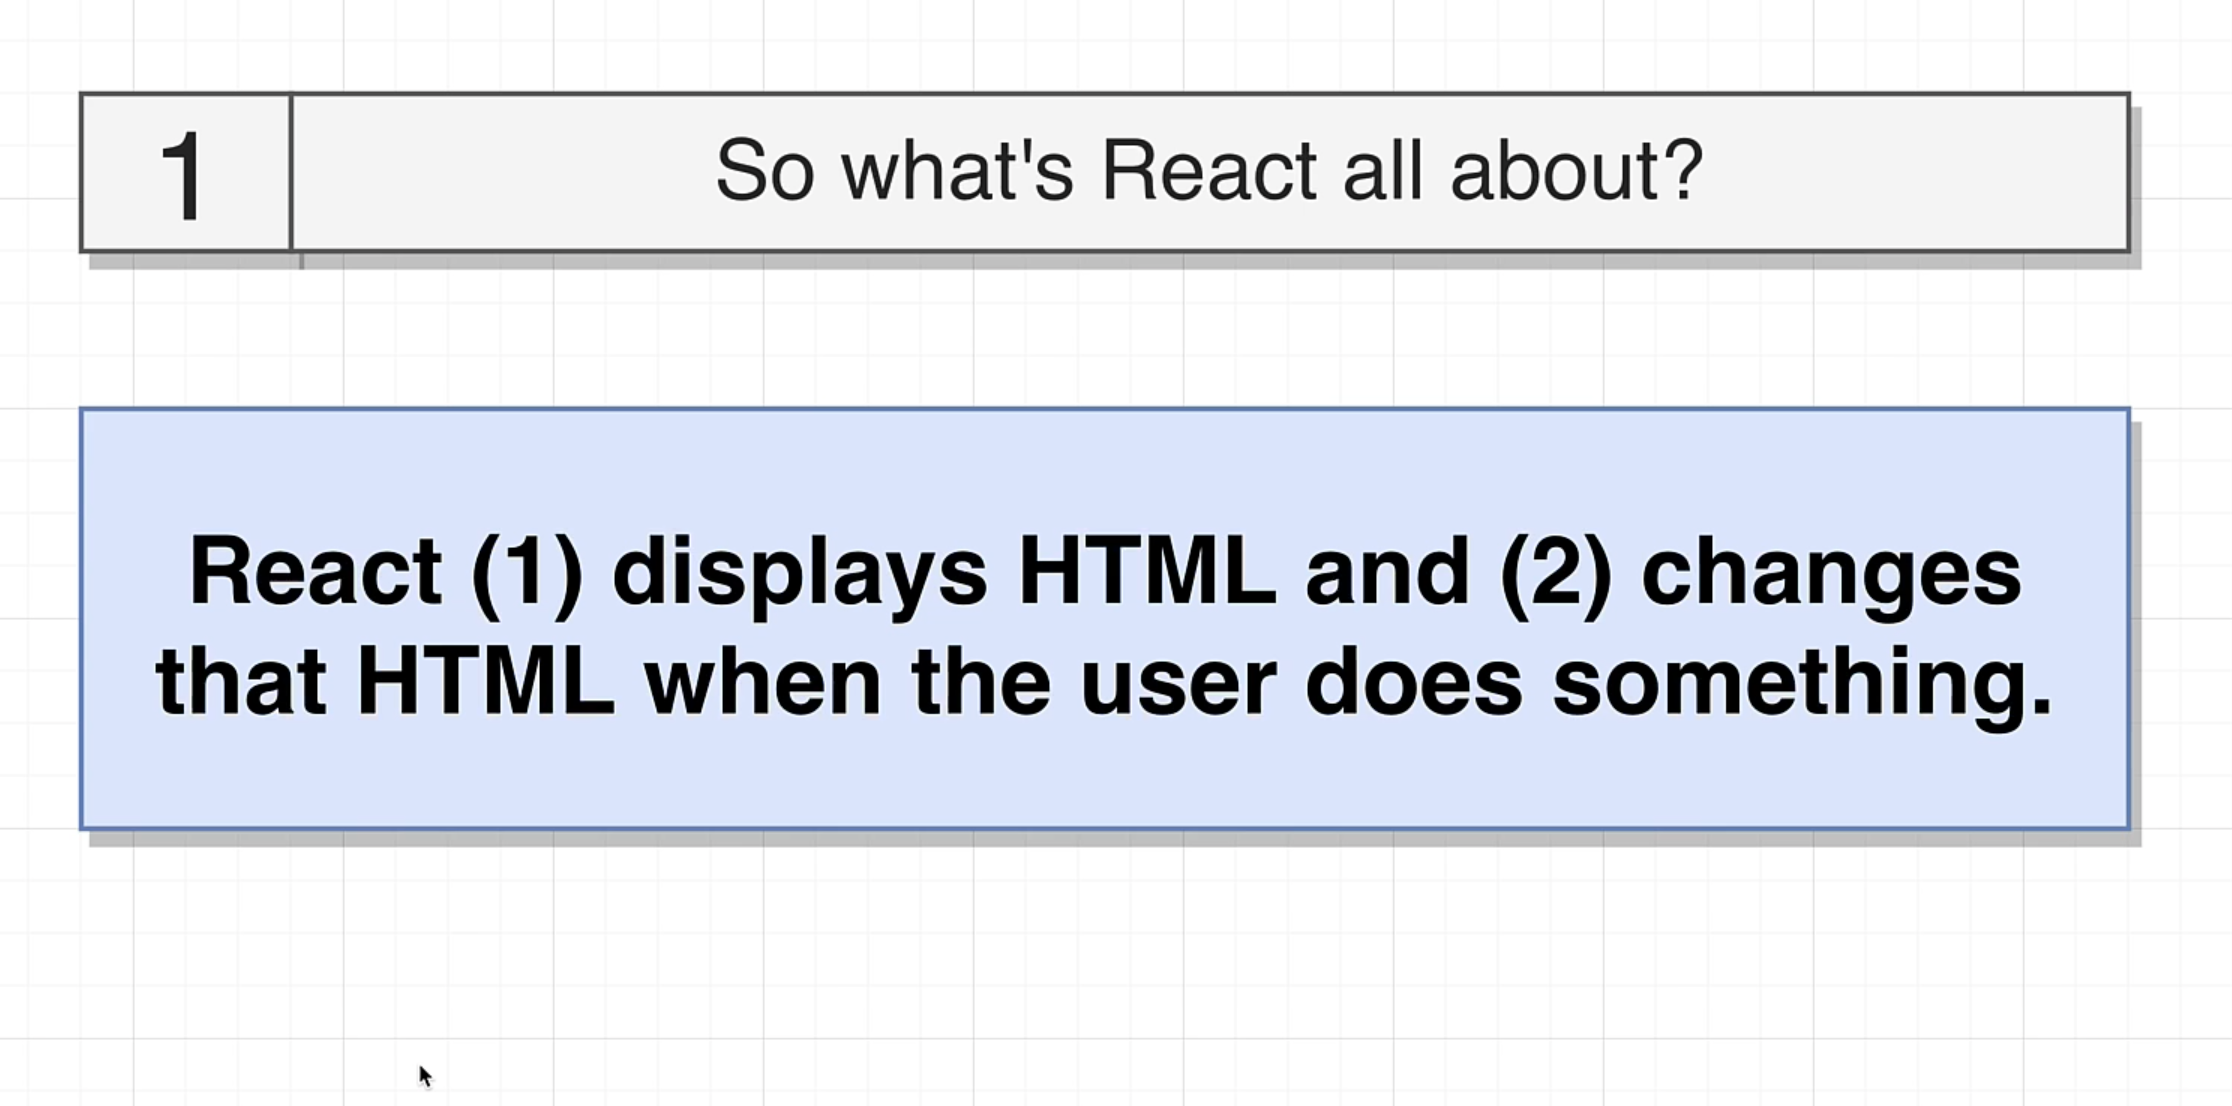 1
So what's React all about?
React (1) displays HTML and (2) changes
that HTML when the user does something.